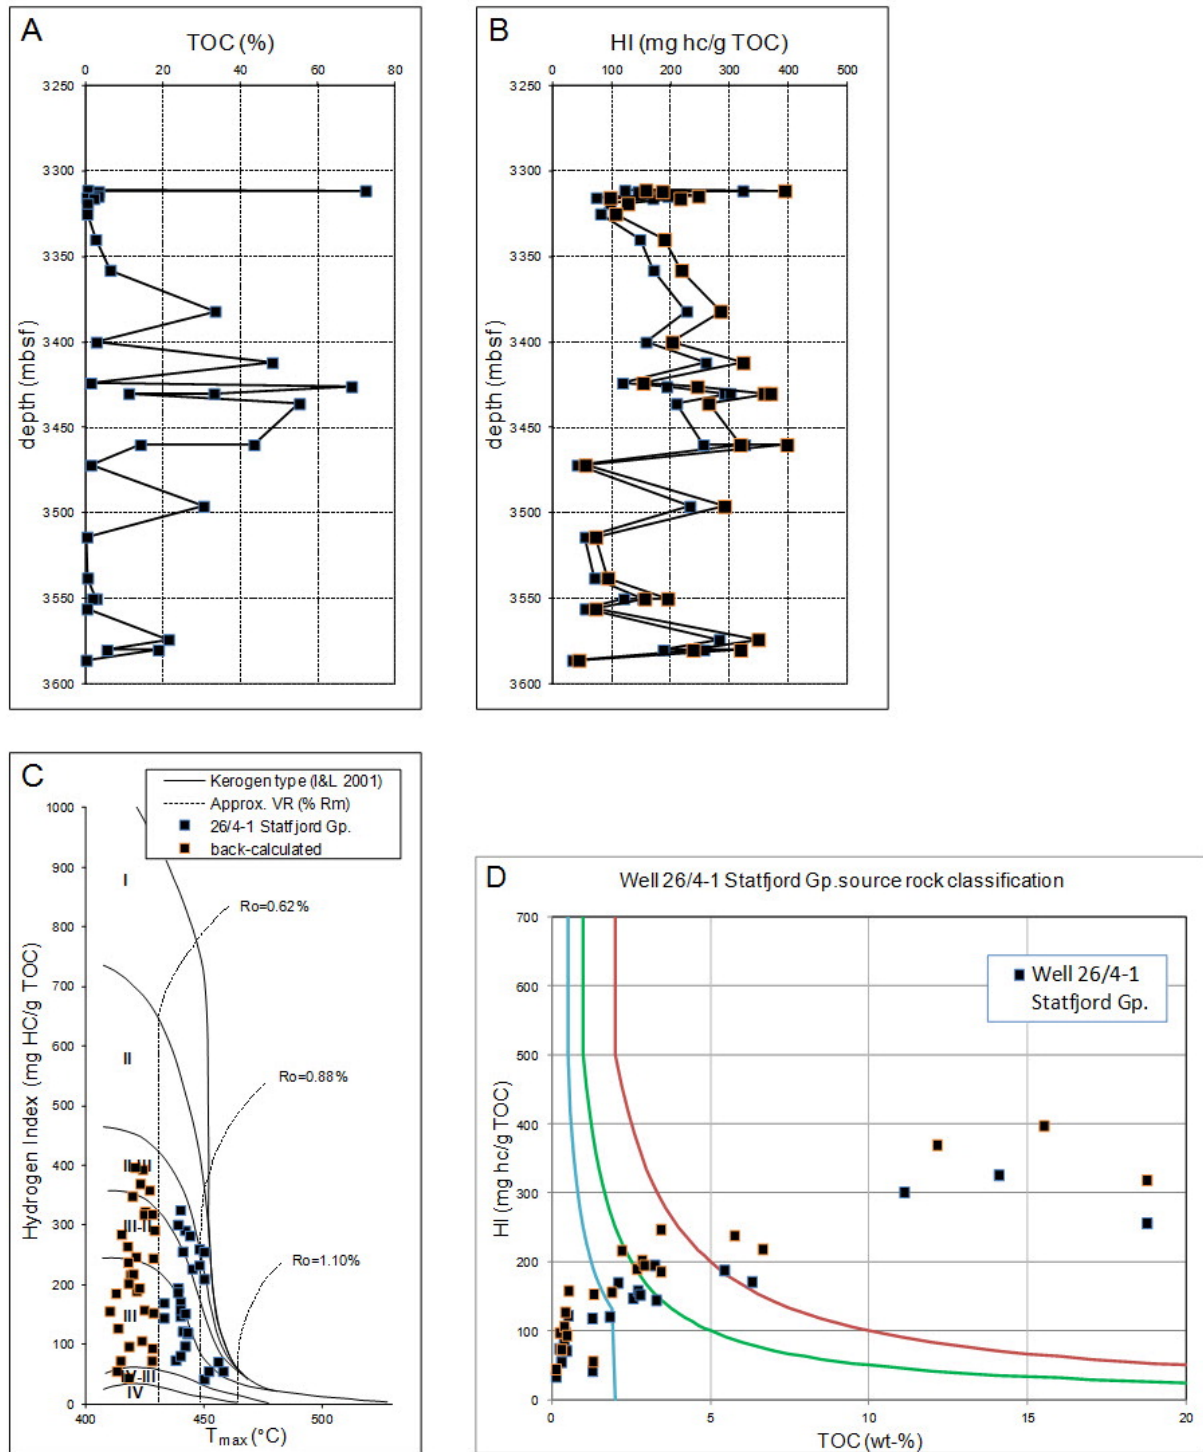 A
TOC (%)
0 20 40 60 80
3250
3300
3350
3400
3450
3500
3550
3600
depth (mbsf)
B
HI (mg hc/g TOC)
0 100 200 300 400 500
3250
3300
3350
3400
3450
3500
3550
3600
depth (mbsf)
C
Kerogen type (I&L 2001)
Approx. VR (% Rm)
26/4-1 Statfjord Gp.
back-calculated
1000
900
800
700
600
500
400
300
200
100
0
Hydrogen Index (mg HC/g TOC)
I
II
II-III
III-II
III
IV-III
IV
Ro=0.62%
Ro=0.88%
Ro=1.10%
400 450 500
Tmax (°C)
D
Well 26/4-1 Statfjord Gp.source rock classification
700
600
500
400
300
200
100
0
HI (mg hc/g TOC)
Well 26/4-1
Statfjord Gp.
0 5 10 15 20
TOC (wt-%)